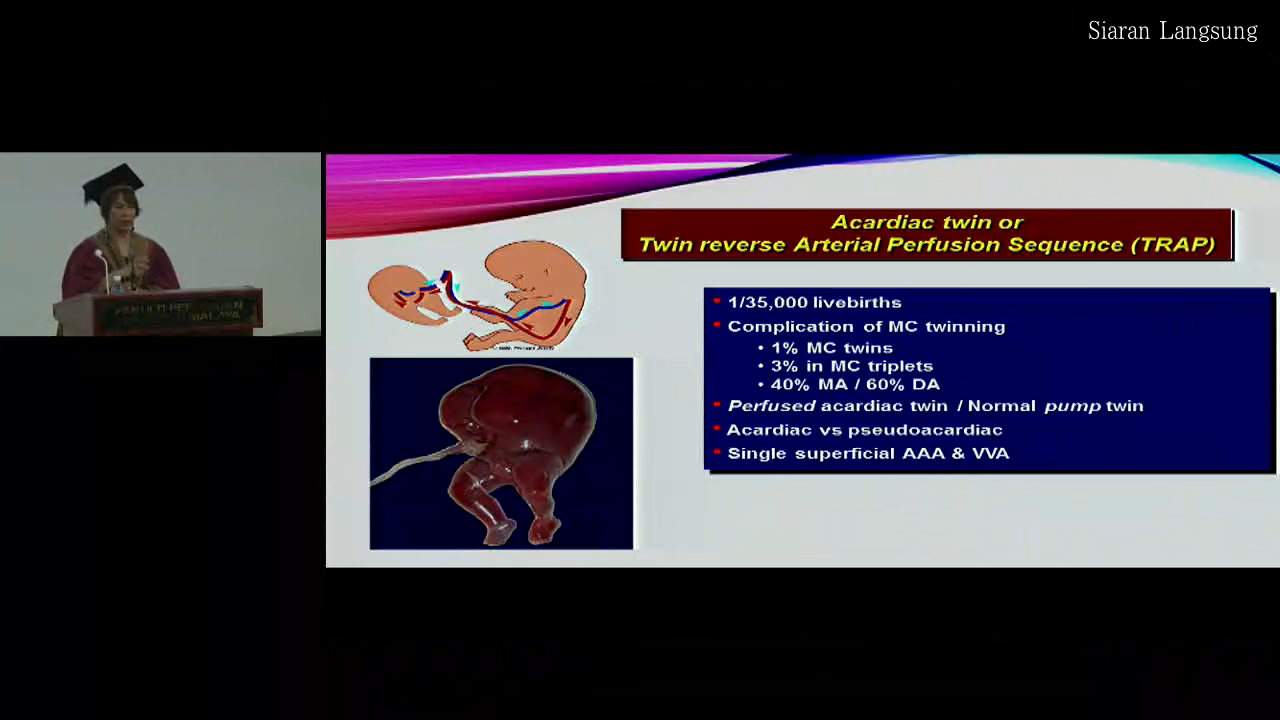 Siaran Langsung
Acardiac twin or
Twin reverse Arterial Perfusion Sequence (TRAP)
1/35,000 livebirths
Complication of MC twinning
• 1% MC twins
• 3% in MC triplets
• 40% MA / 60% DA
Perfused acardiac twin / Normal pump twin
Acardiac vs pseudoacardiac
Single superficial AAA & VVA